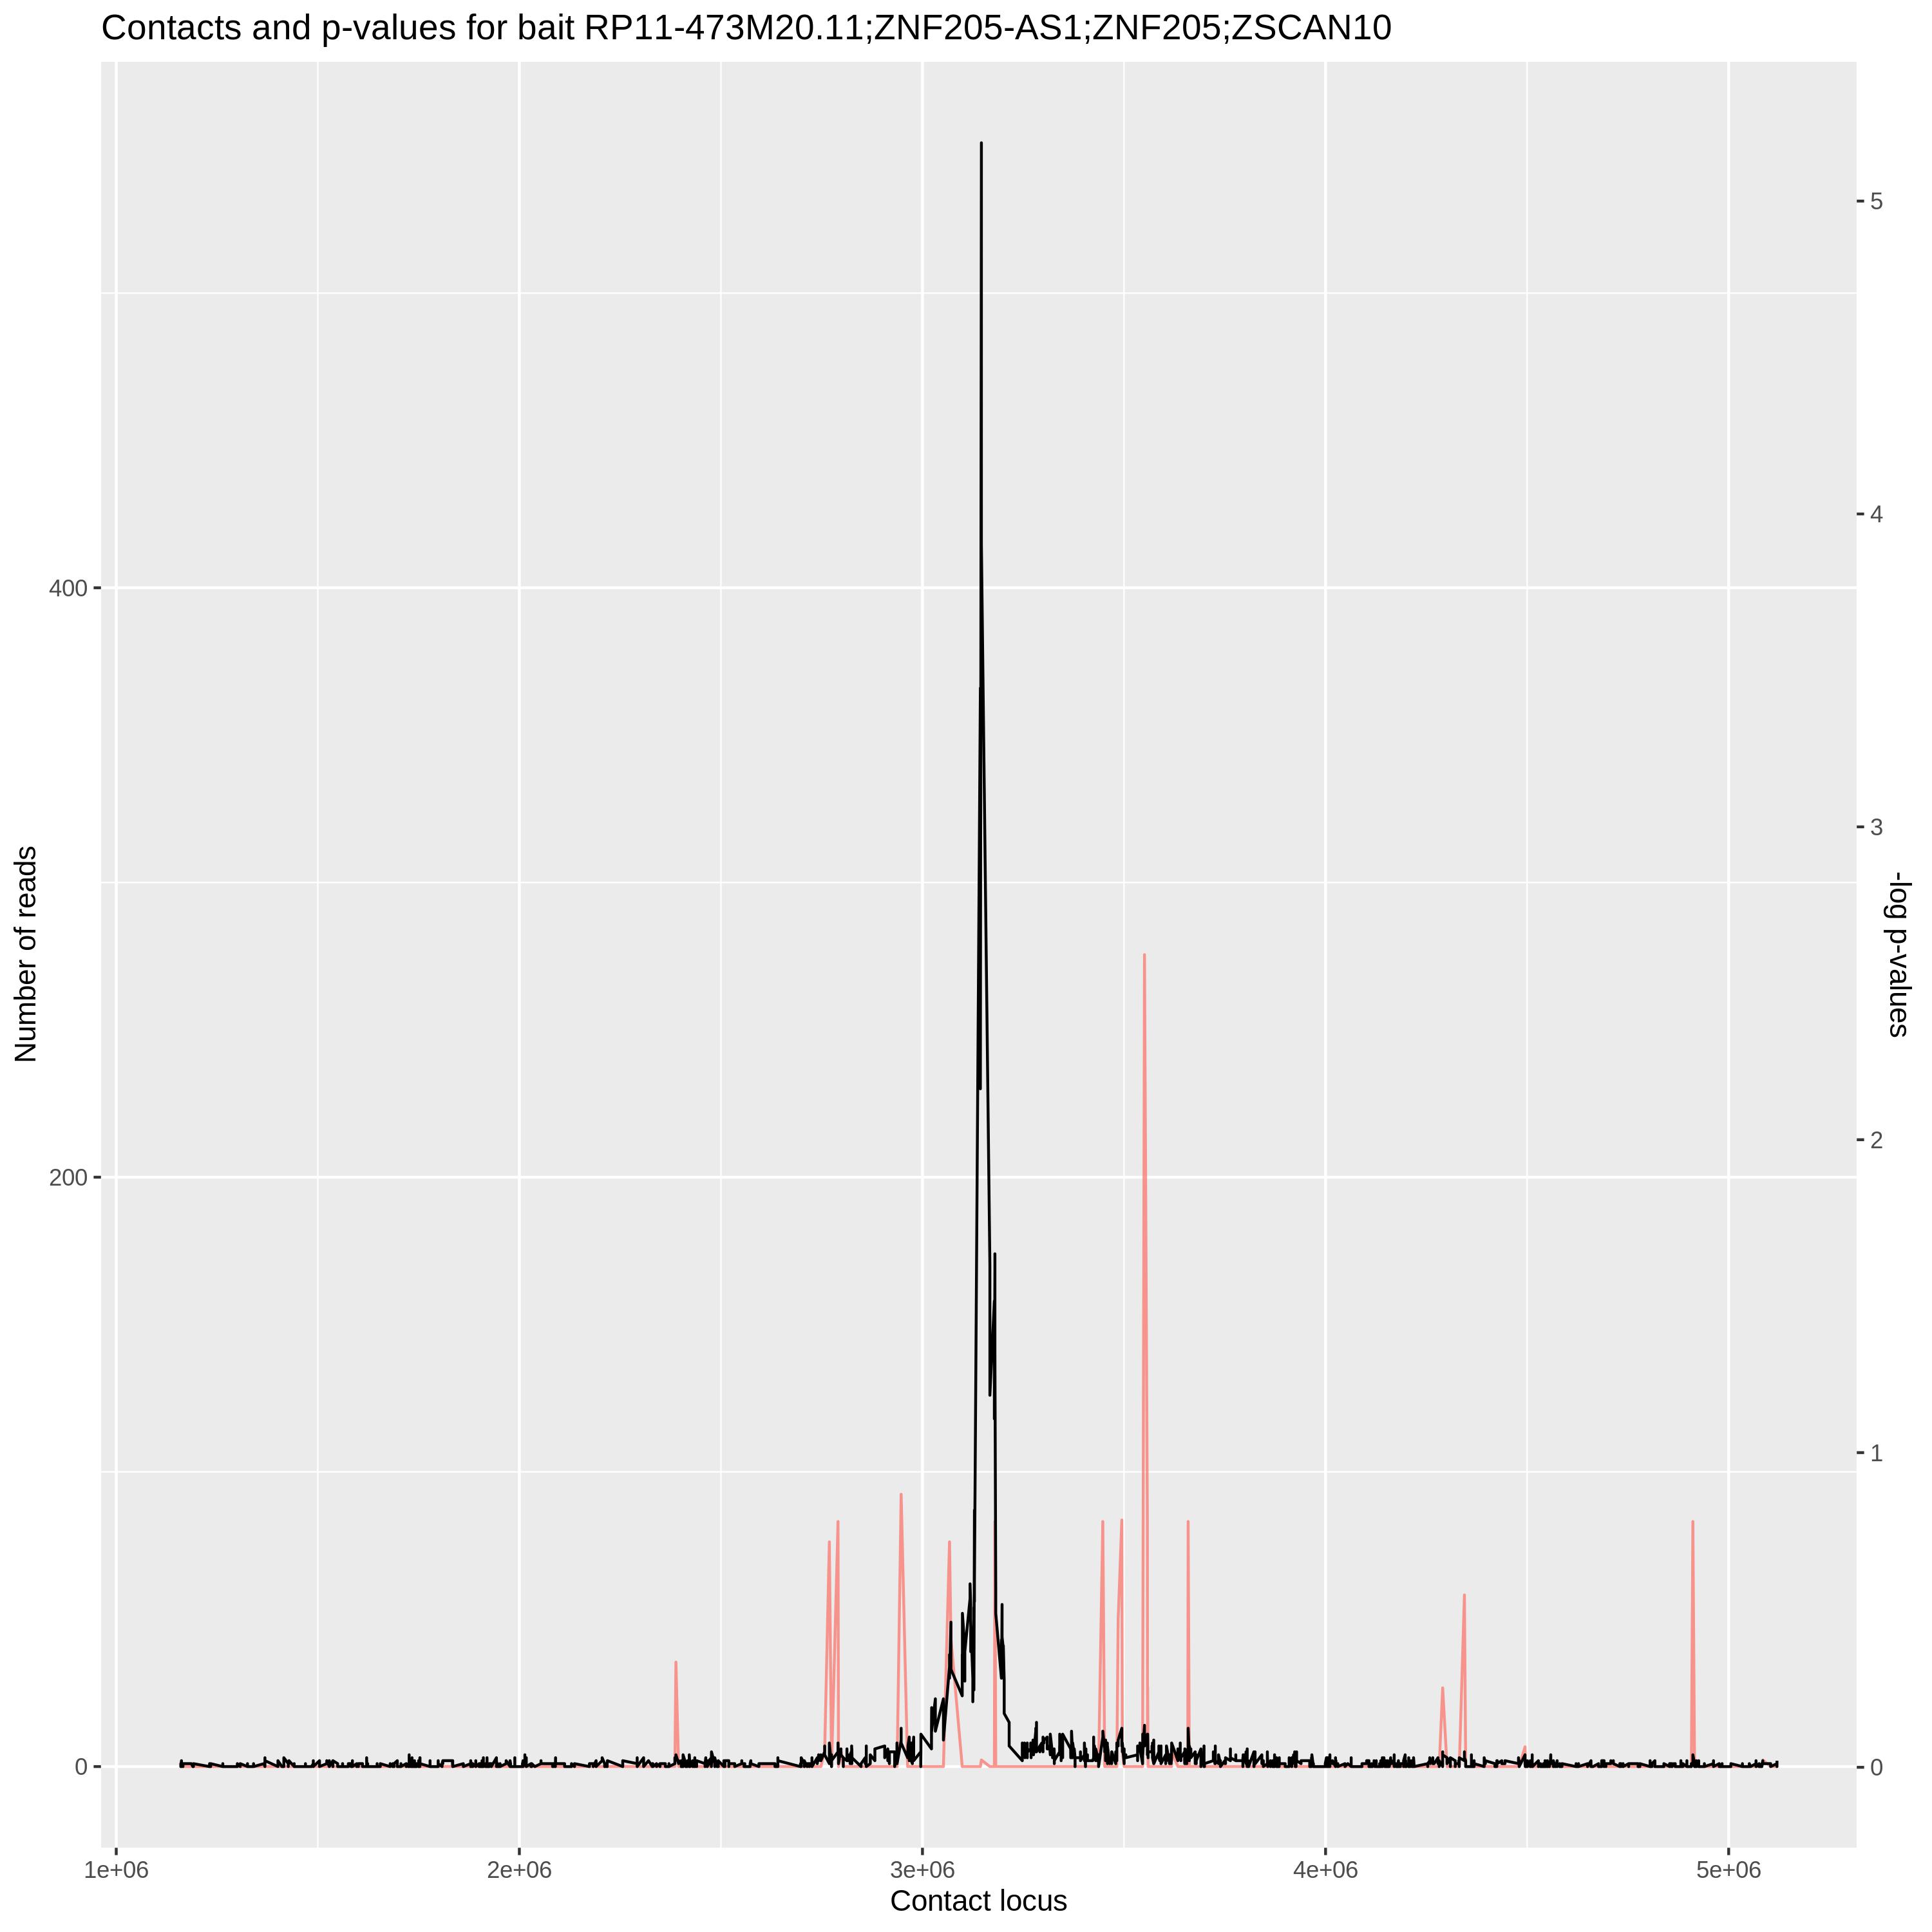 Contacts and p-values for bait RP11-473M20.11;ZNF205-AS1;ZNF205;ZSCAN10
Number of reads
400
200
0
5
4
3
2
1
0
-log p-values
1e+06
2e+06
3e+06
4e+06
5e+06
Contact locus